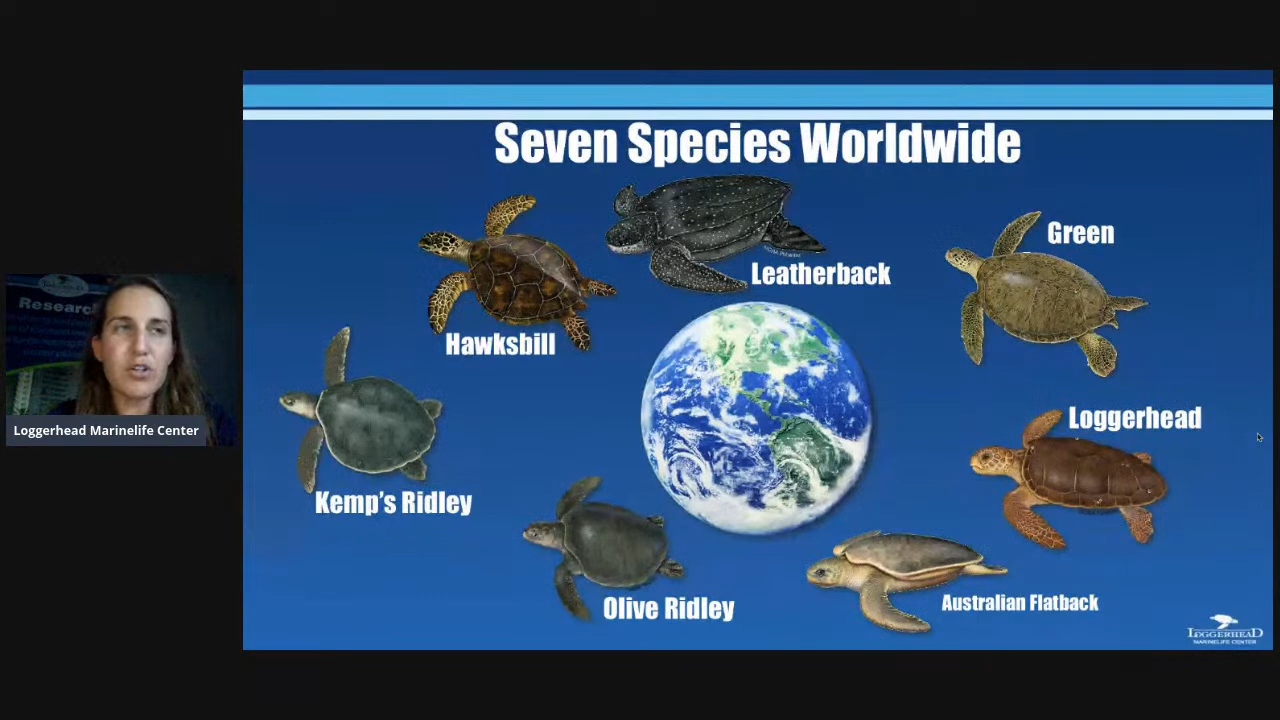 Seven Species Worldwide
Leatherback
Green
Hawksbill
Loggerhead
Kemp's Ridley
Olive Ridley
Australian Flatback
LOGGERHEAD
MARINELIFE CENTER
Research
Loggerhead Marinelife Center